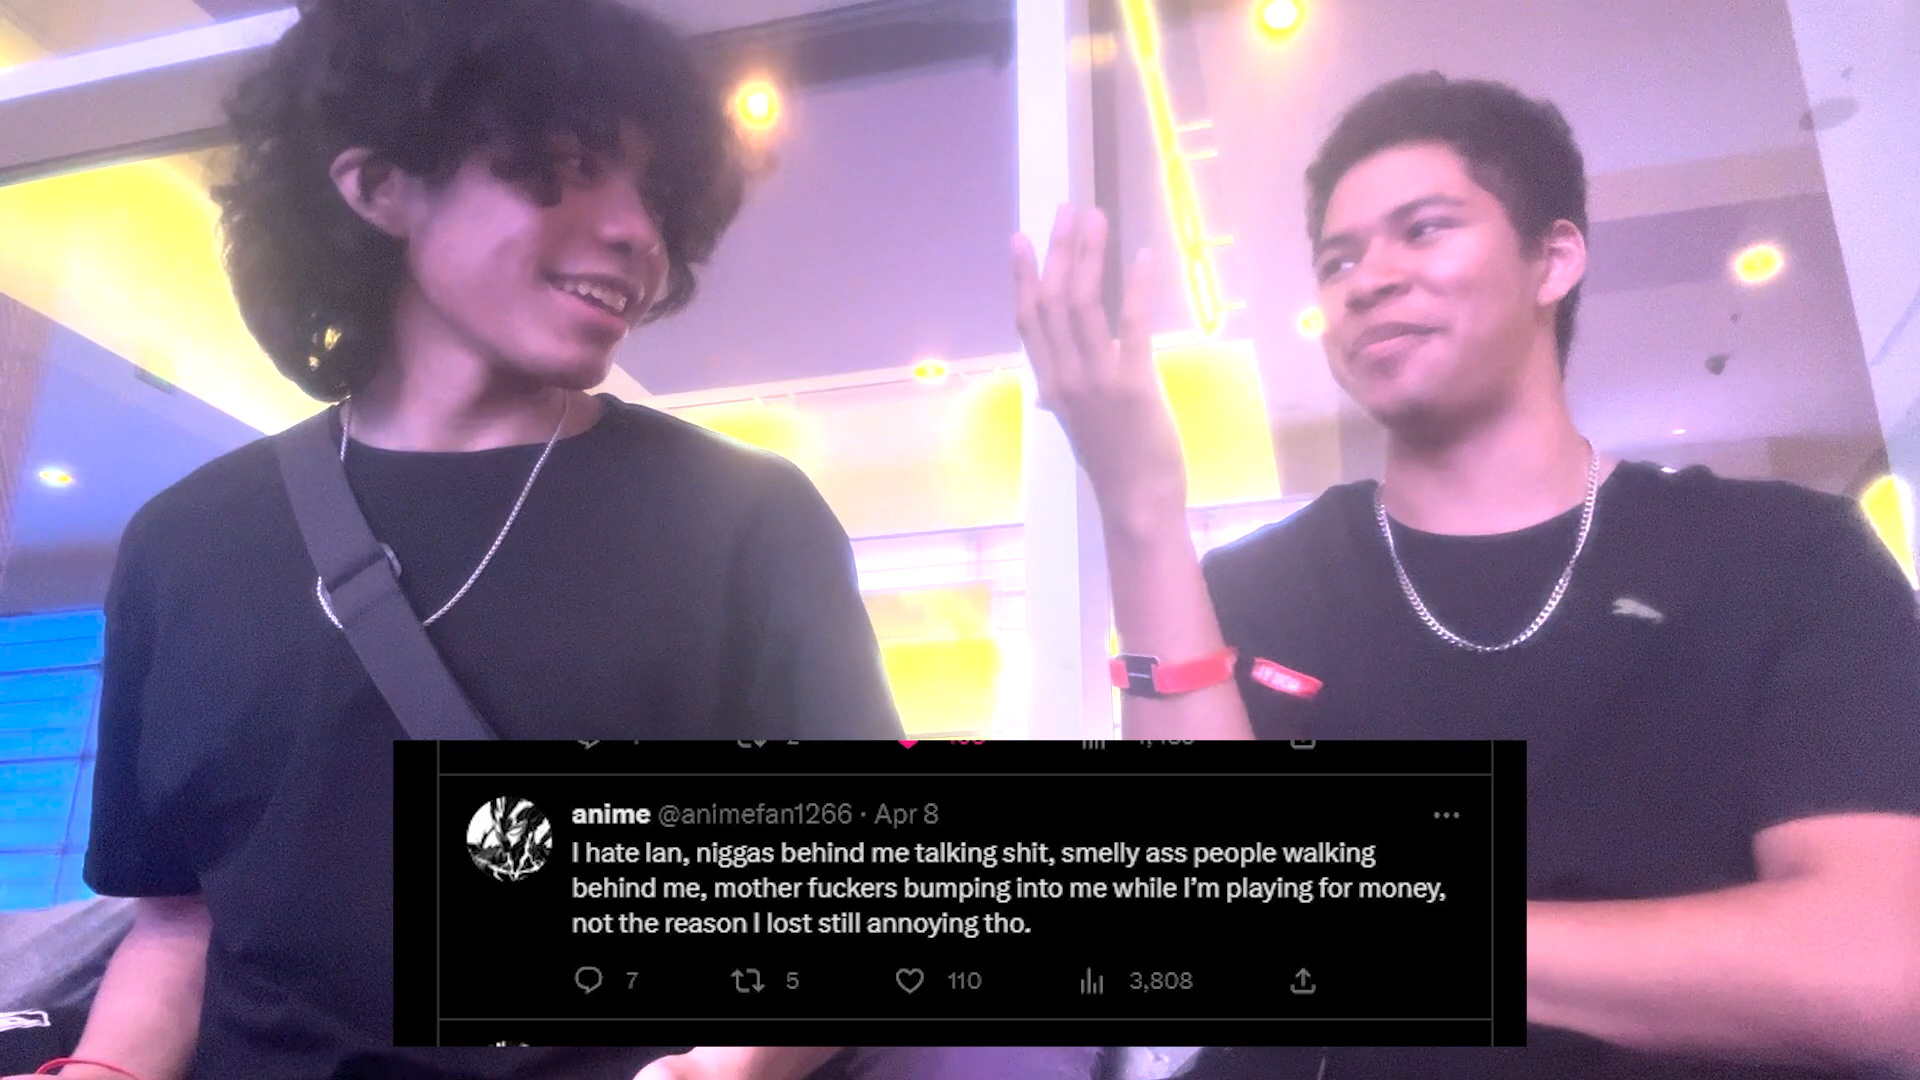 anime @animefan1266 · Apr 8
I hate lan, niggas behind me talking shit, smelly ass people walking
behind me, mother fuckers bumping into me while I'm playing for money,
not the reason I lost still annoying tho.
7 5 110 3,808